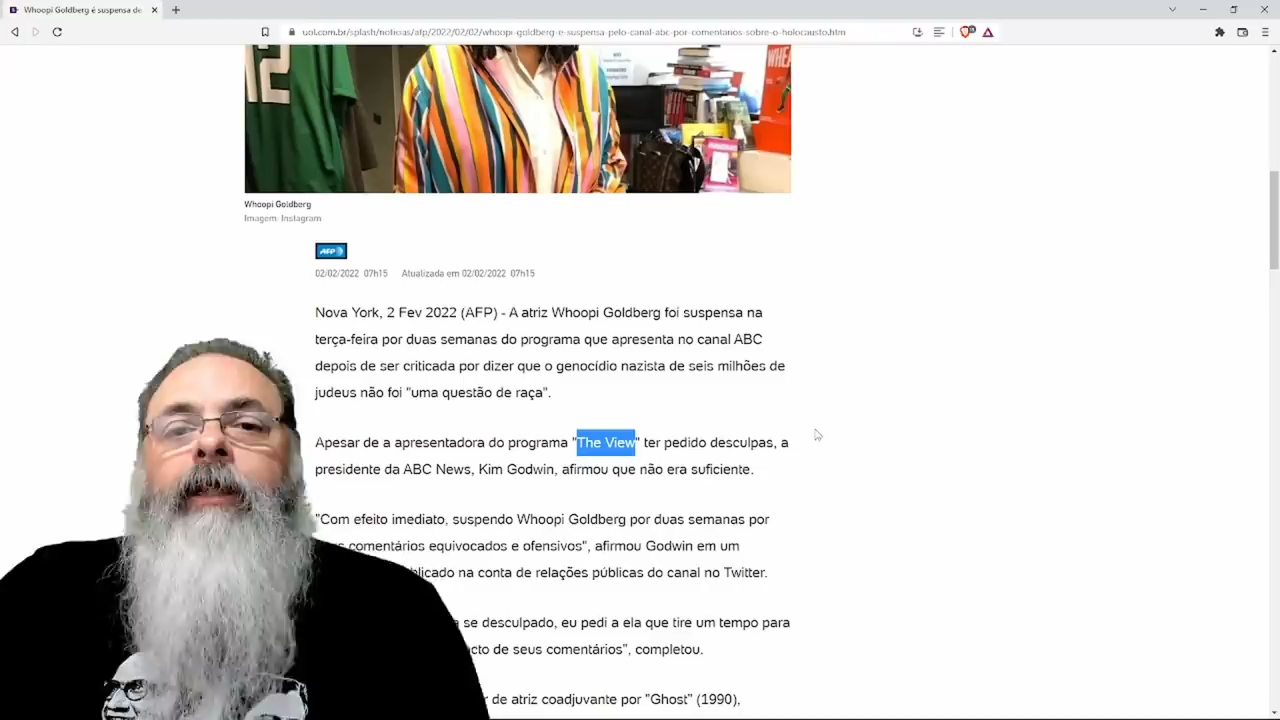 Whoopi Goldberg é suspensa de
uol.com.br/splash/noticias/afp/2022/02/02/whoopi-goldberg-e-suspensa-pelo-canal-abc-por-comentarios-sobre-o-holocausto.htm
12
WHEA
Whoopi Goldberg
Imagem: Instagram
AFP
02/02/2022 07h15 Atualizada em 02/02/2022 07h15
Nova York, 2 Fev 2022 (AFP) - A atriz Whoopi Goldberg foi suspensa na
terça-feira por duas semanas do programa que apresenta no canal ABC
depois de ser criticada por dizer que o genocídio nazista de seis milhões de
judeus não foi "uma questão de raça".
Apesar de a apresentadora do programa "The View" ter pedido desculpas, a
presidente da ABC News, Kim Godwin, afirmou que não era suficiente.
"Com efeito imediato, suspendo Whoopi Goldberg por duas semanas por
comentários equivocados e ofensivos", afirmou Godwin em um
blicado na conta de relações públicas do canal no Twitter.
a se desculpado, eu pedi a ela que tire um tempo para
cto de seus comentários", completou.
r de atriz coadjuvante por "Ghost" (1990),